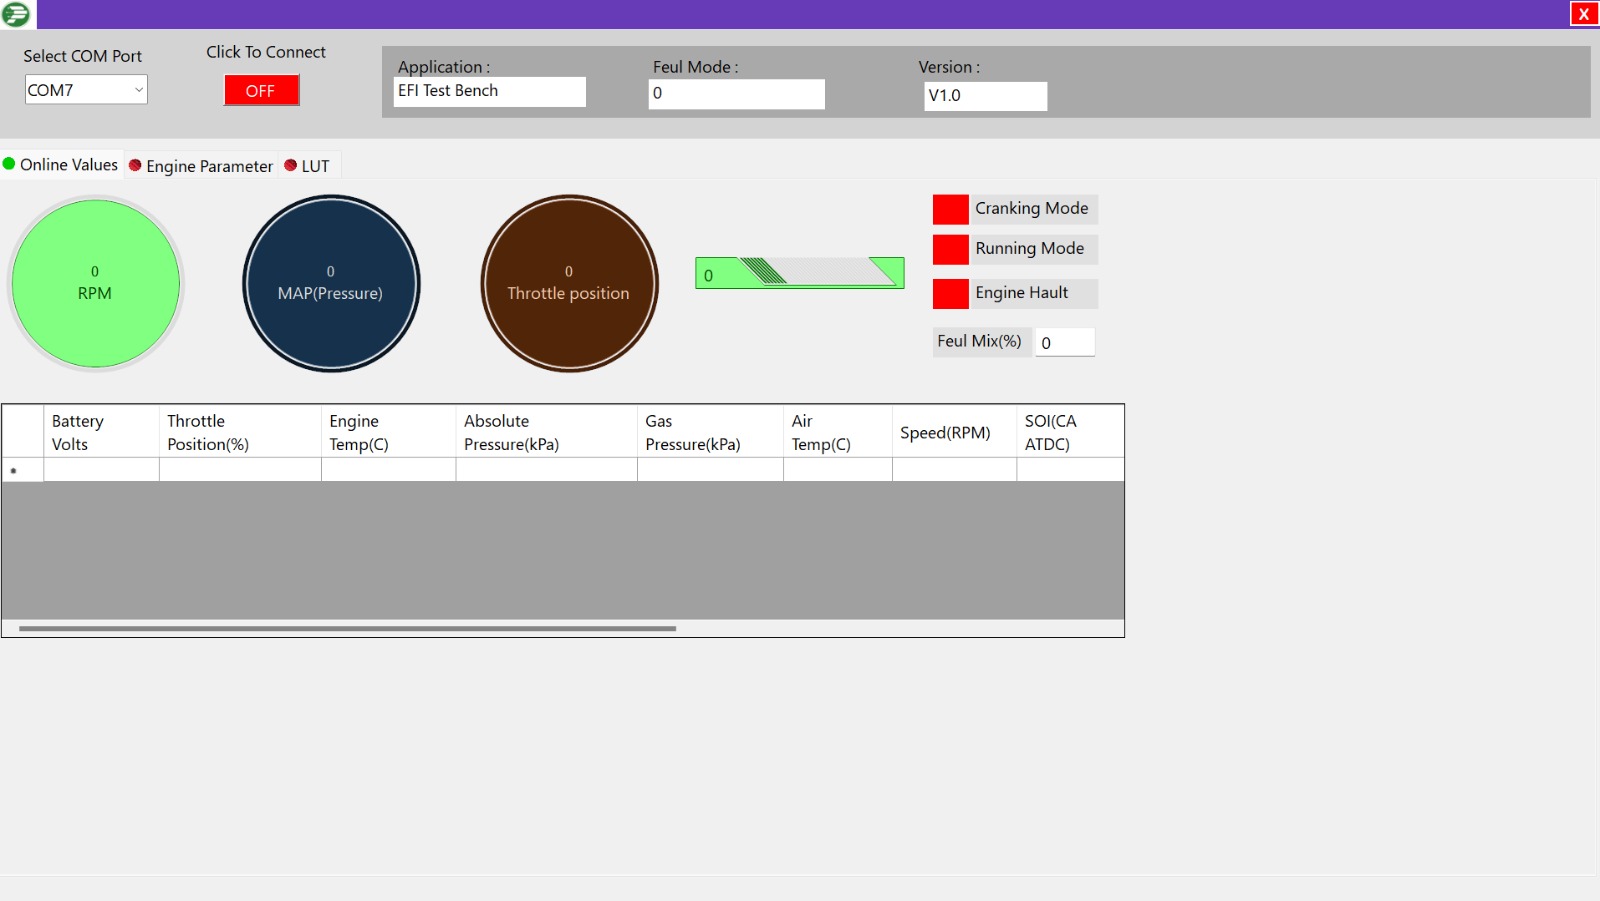 X
Select COM Port
Click To Connect
COM7
OFF
Application :
Feul Mode :
Version :
EFI Test Bench
0
V1.0
Online Values
Engine Parameter
LUT
0
RPM
0
MAP(Pressure)
0
Throttle position
0
Cranking Mode
Running Mode
Engine Hault
Feul Mix(%)
0
Battery
Volts
Throttle
Position(%)
Engine
Temp(C)
Absolute
Pressure(kPa)
Gas
Pressure(kPa)
Air
Temp(C)
Speed(RPM)
SOI(CA
ATDC)